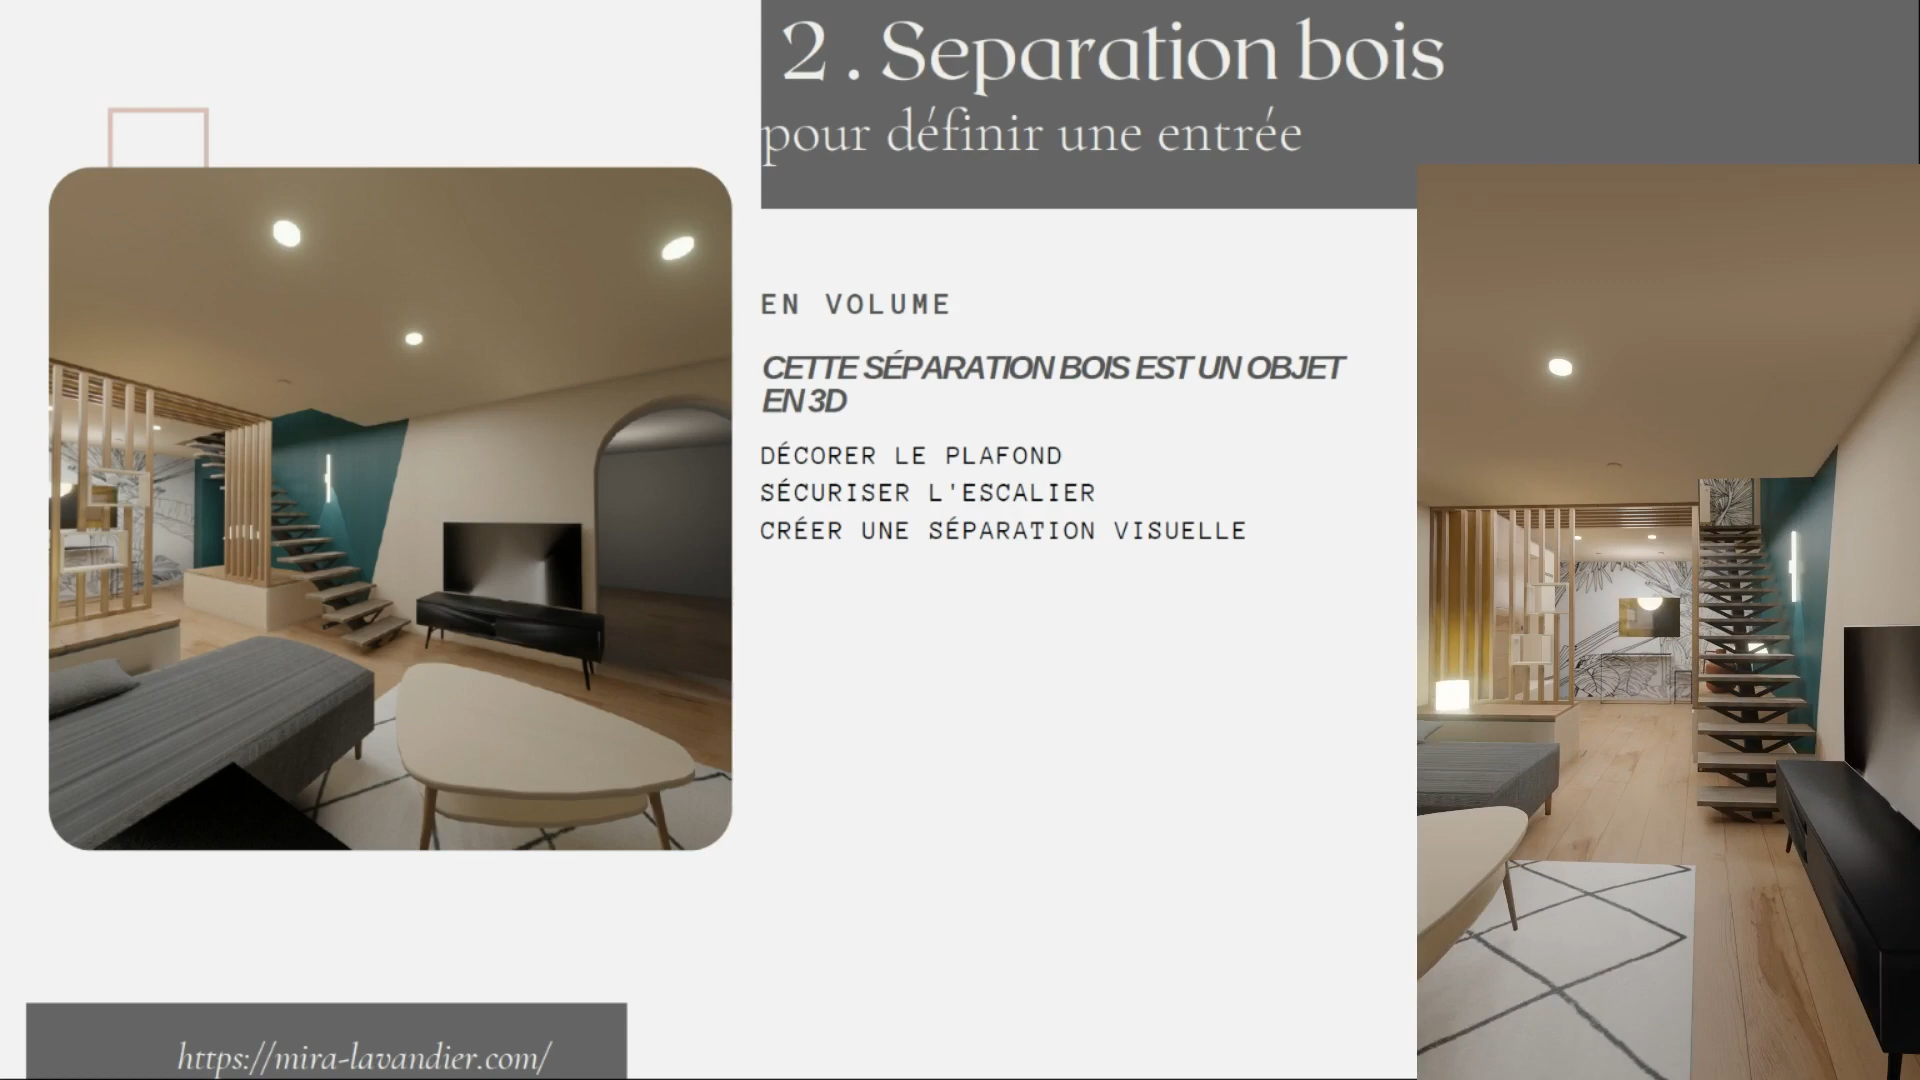 2 . Separation bois
pour définir une entrée
EN VOLUME
CETTE SÉPARATION BOIS EST UN OBJET
EN 3D
DÉCORER LE PLAFOND
SÉCURISER L'ESCALIER
CRÉER UNE SÉPARATION VISUELLE
https://mira-lavandier.com/